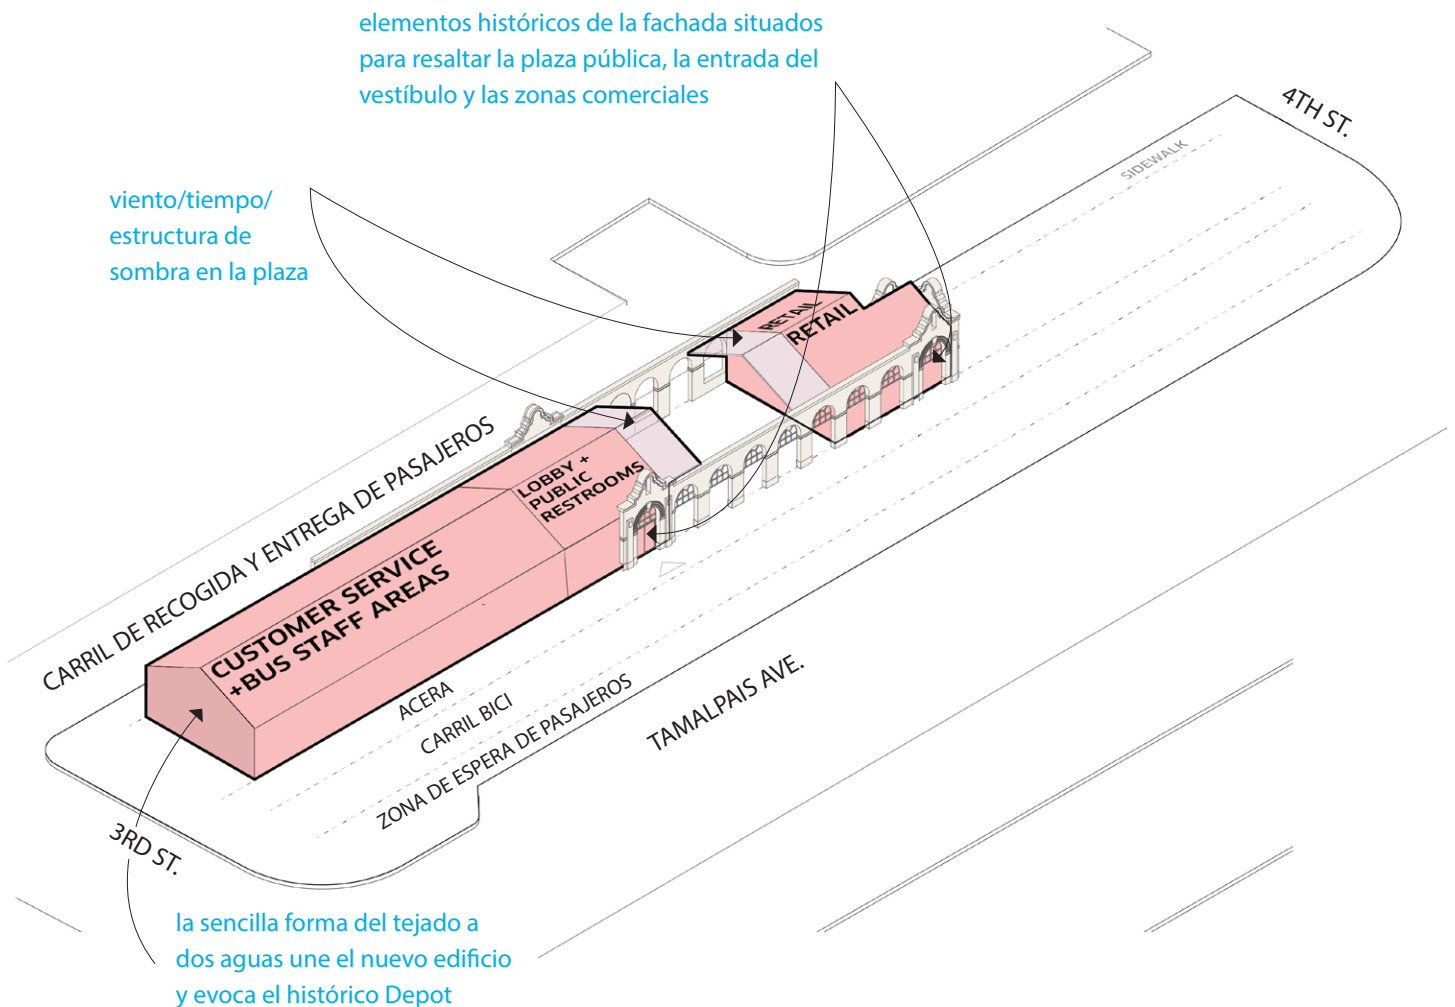 elementos históricos de la fachada situados
para resaltar la plaza pública, la entrada del
vestíbulo y las zonas comerciales
4TH ST.
SIDEWALK
viento/tiempo/
estructura de
sombra en la plaza
RETAIL
RETAIL
LOBBY +
PUBLIC
RESTROOMS
CARRIL DE RECOGIDA Y ENTREGA DE PASAJEROS
CUSTOMER SERVICE
+BUS STAFF AREAS
ACERA
CARRIL BICI
ZONA DE ESPERA DE PASAJEROS
TAMALPAIS AVE.
3RD ST.
la sencilla forma del tejado a
dos aguas une el nuevo edificio
y evoca el histórico Depot